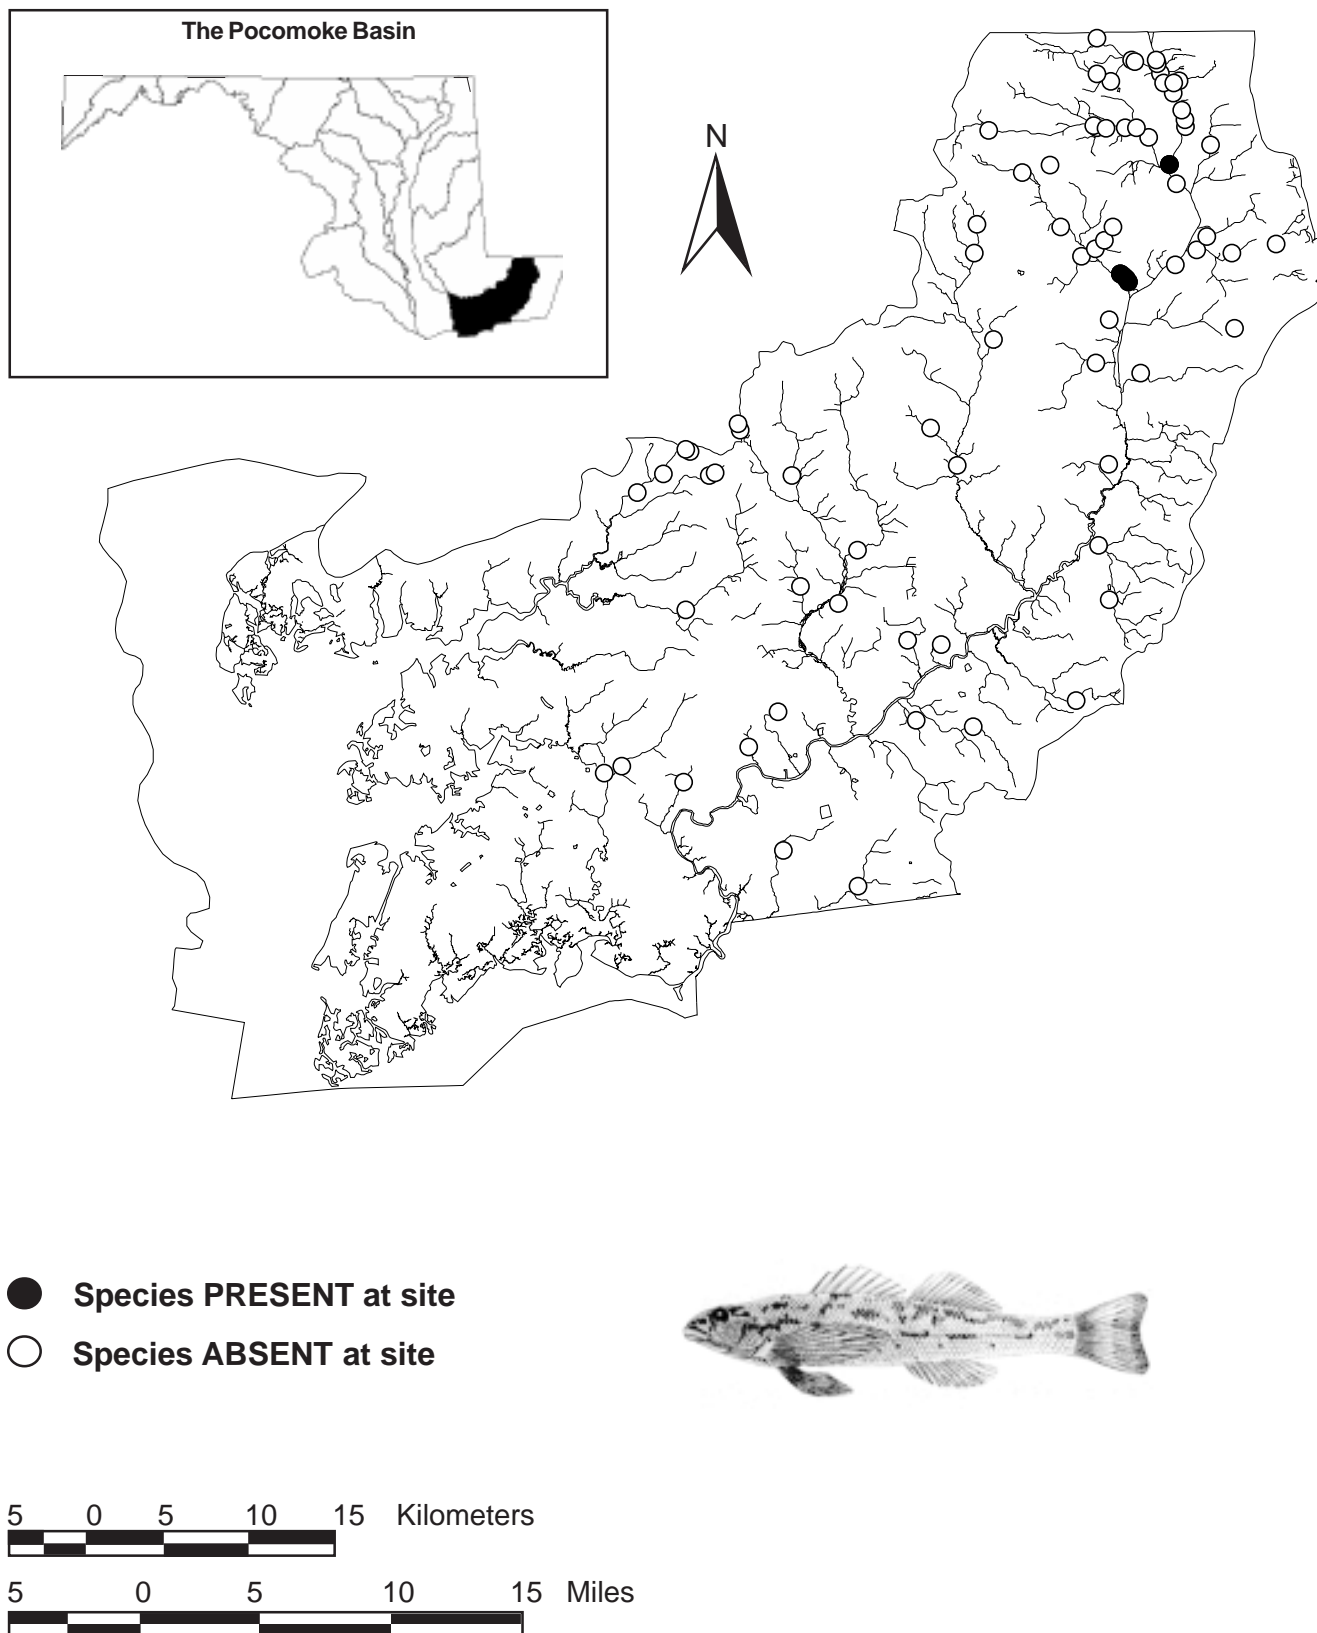 The Pocomoke Basin
N
Species PRESENT at site
Species ABSENT at site
5 0 5 10 15 Kilometers
5 0 5 10 15 Miles